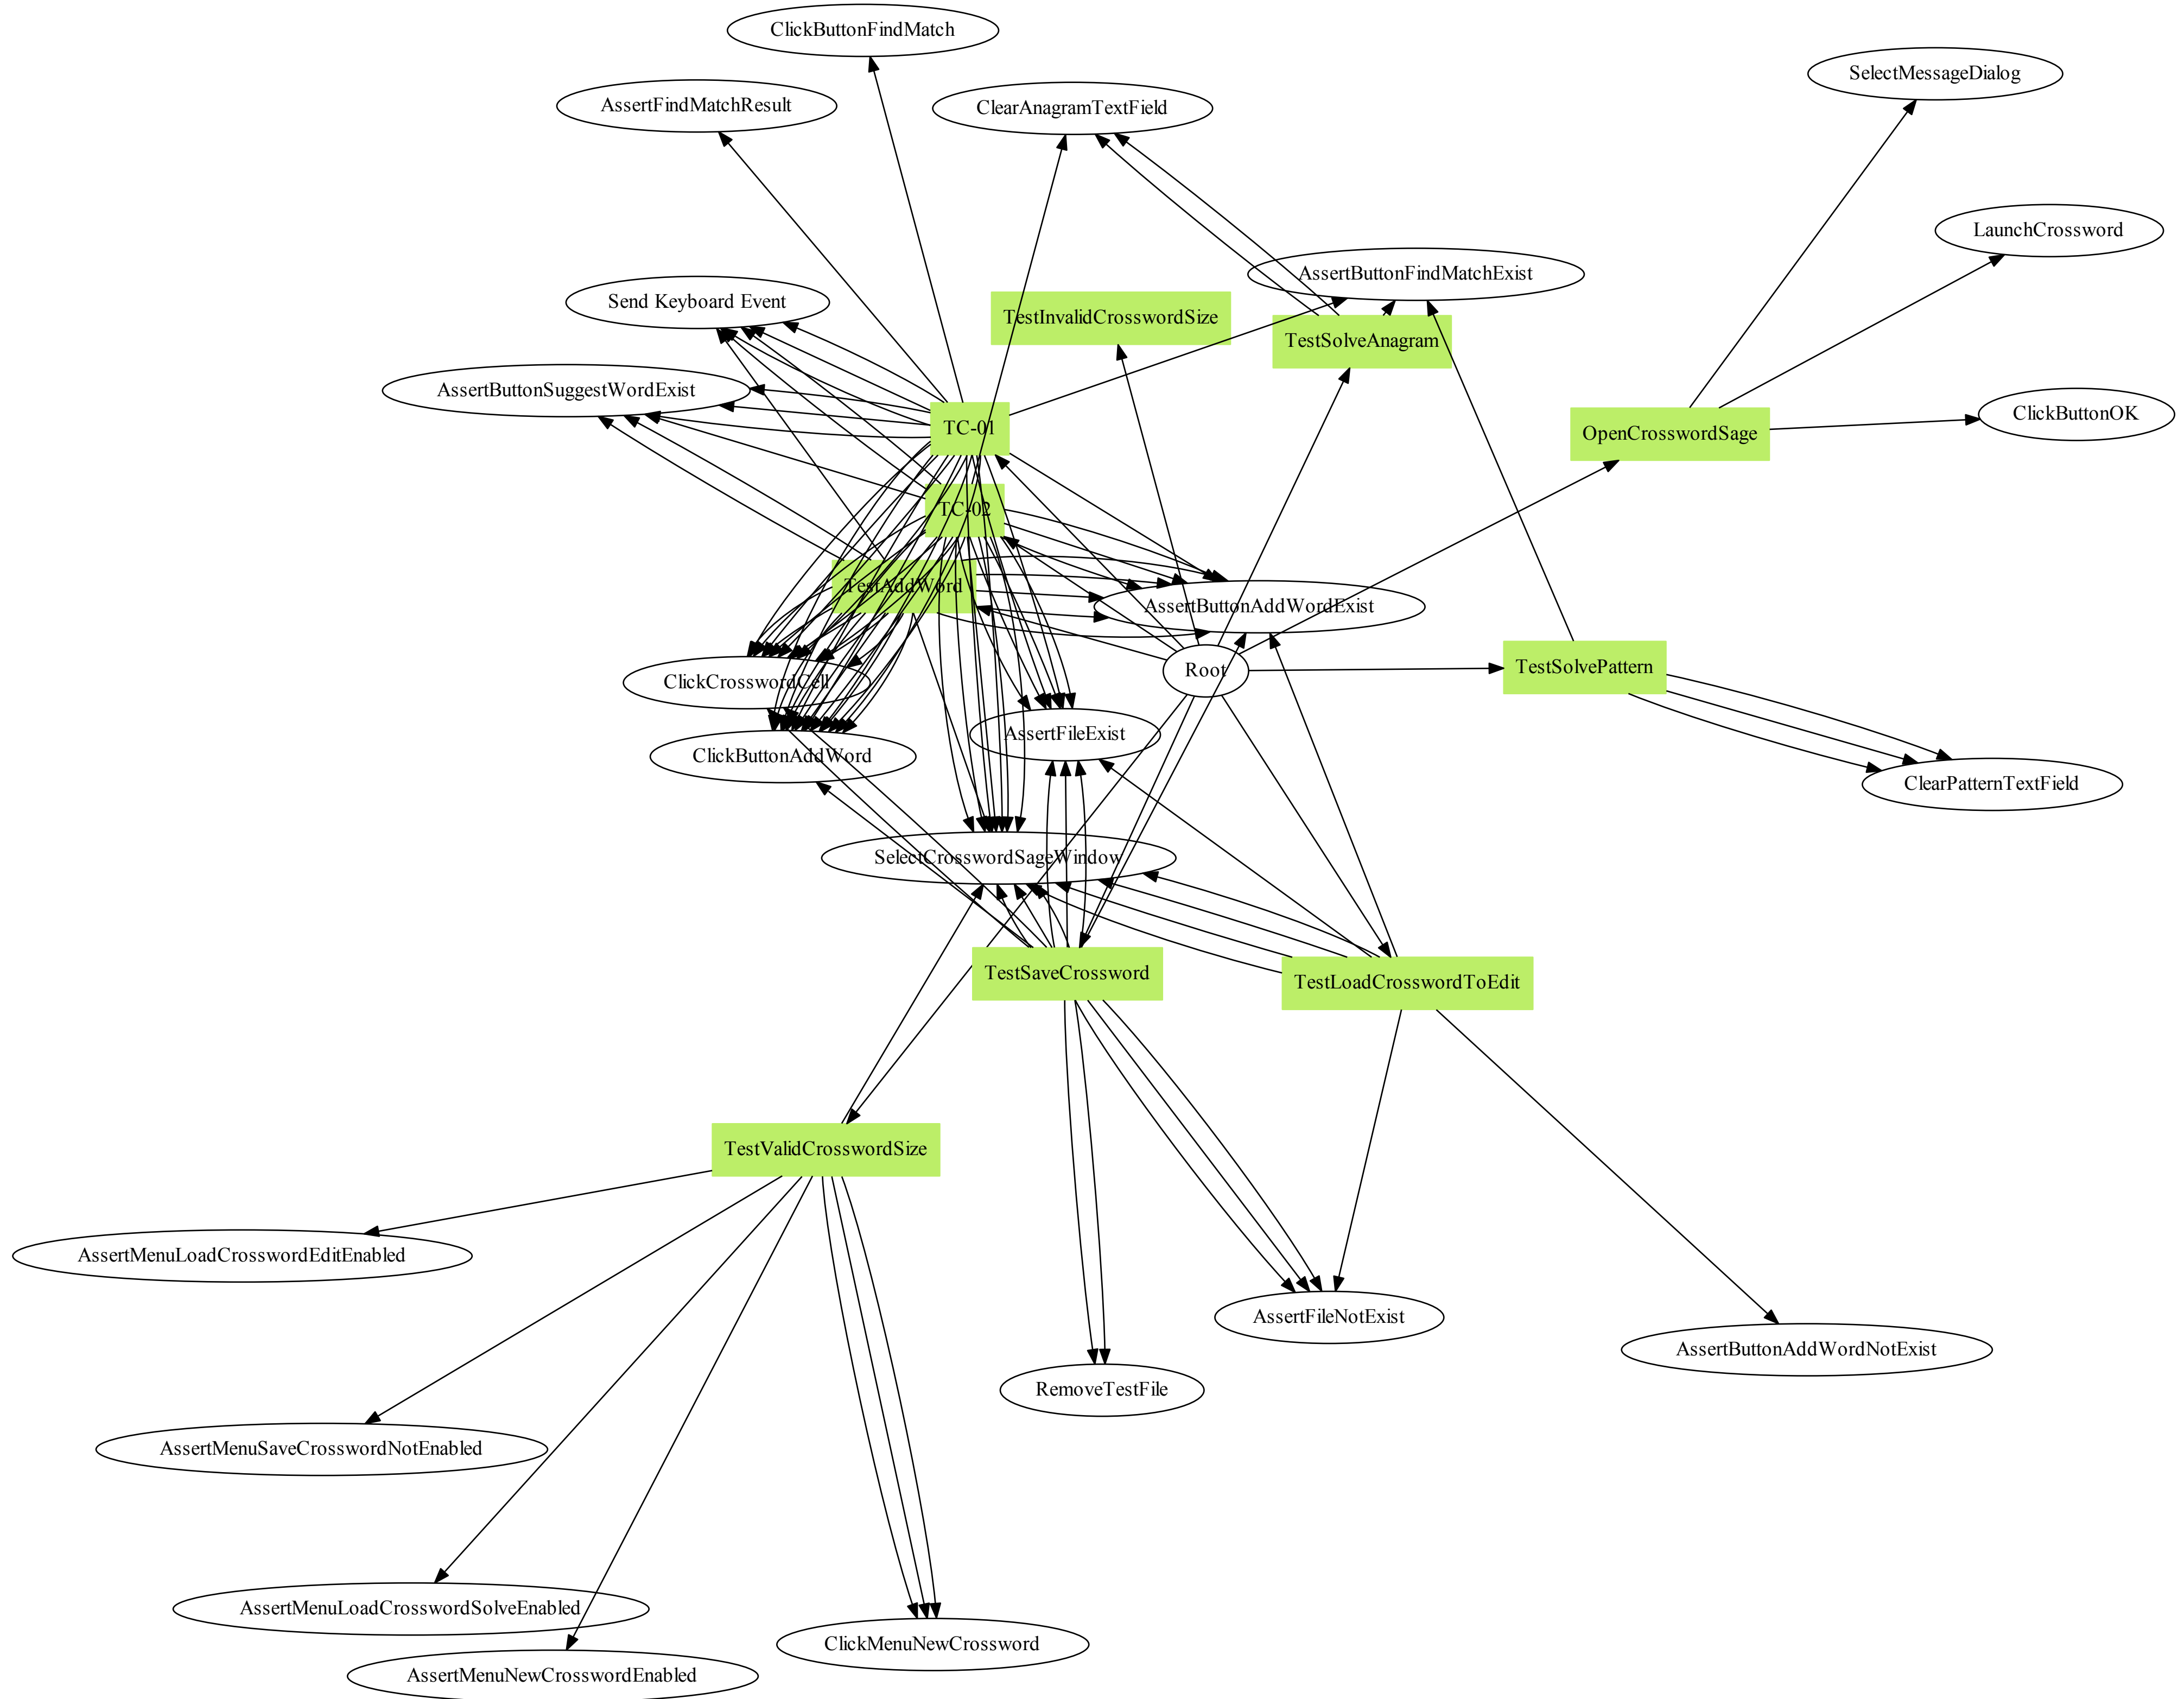 ClickButtonFindMatch
SelectMessageDialog
AssertFindMatchResult
ClearAnagramTextField
LaunchCrossword
AssertButtonFindMatchExist
Send Keyboard Event
TestInvalidCrosswordSize
TestSolveAnagram
AssertButtonSuggestWordExist
ClickButtonOK
TC-01
OpenCrosswordSage
TC-02
TestAddWord
AssertButtonAddWordExist
Root
TestSolvePattern
ClickCrosswordCell
AssertFileExist
ClickButtonAddWord
ClearPatternTextField
SelectCrosswordSageWindow
TestSaveCrossword
TestLoadCrosswordToEdit
TestValidCrosswordSize
AssertMenuLoadCrosswordEditEnabled
AssertFileNotExist
AssertButtonAddWordNotExist
RemoveTestFile
AssertMenuSaveCrosswordNotEnabled
AssertMenuLoadCrosswordSolveEnabled
ClickMenuNewCrossword
AssertMenuNewCrosswordEnabled